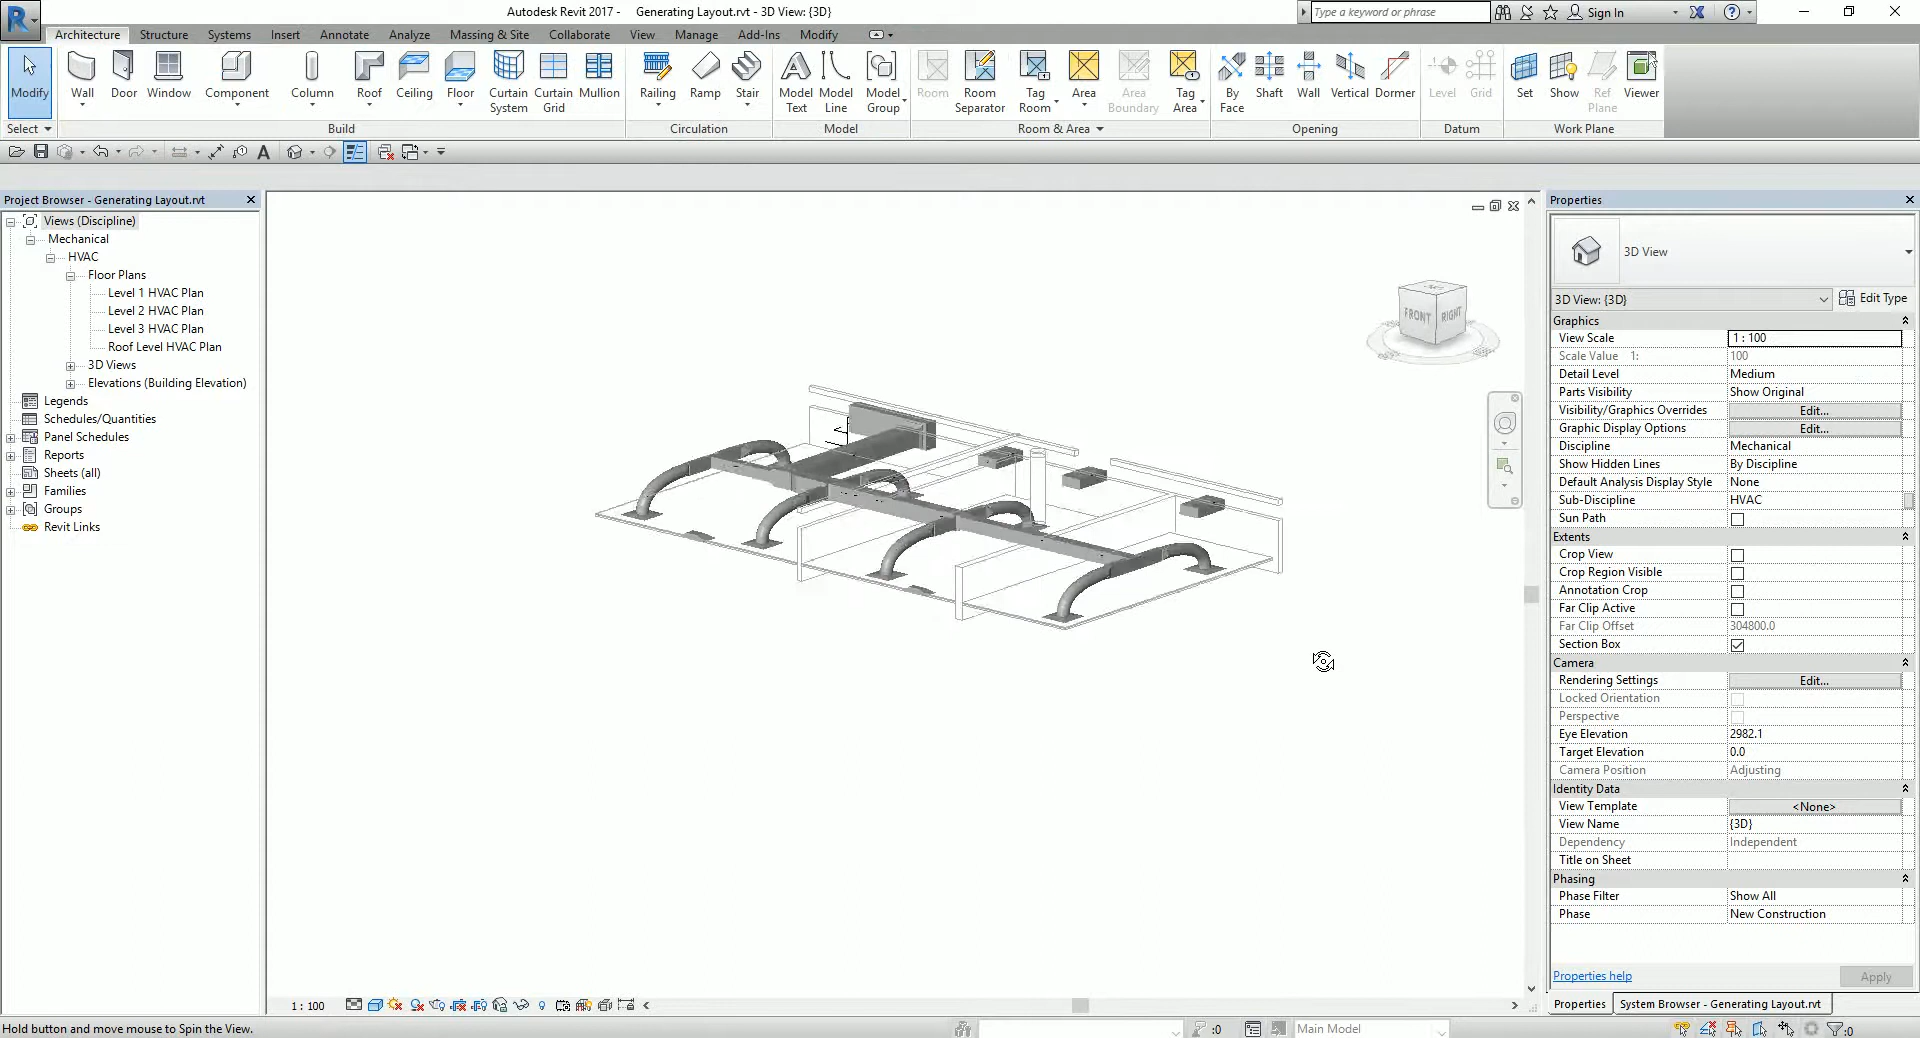 Autodesk Revit 2017 - Generating Layout.rvt - 3D View: {3D}
Type a keyword or phrase
Sign In
Architecture Structure Systems Insert Annotate Analyze Massing & Site Collaborate View Manage Add-Ins Modify
Modify Wall Door Window Component Column Roof Ceiling Floor Curtain System Curtain Grid Mullion Railing Ramp Stair Model Text Model Line Model Group Room Room Separator Tag Room Area Area Boundary Tag Area By Face Shaft Wall Vertical Dormer Level Grid Set Show Ref Plane Viewer
Select Build Circulation Model Room & Area Opening Datum Work Plane
Project Browser - Generating Layout.rvt
Views (Discipline)
Mechanical
HVAC
Floor Plans
Level 1 HVAC Plan
Level 2 HVAC Plan
Level 3 HVAC Plan
Roof Level HVAC Plan
3D Views
Elevations (Building Elevation)
Legends
Schedules/Quantities
Panel Schedules
Reports
Sheets (all)
Families
Groups
Revit Links
FRONT RIGHT
Properties
3D View
3D View: {3D} Edit Type
Graphics
View Scale 1 : 100
Scale Value 1: 100
Detail Level Medium
Parts Visibility Show Original
Visibility/Graphics Overrides Edit...
Graphic Display Options Edit...
Discipline Mechanical
Show Hidden Lines By Discipline
Default Analysis Display Style None
Sub-Discipline HVAC
Sun Path
Extents
Crop View
Crop Region Visible
Annotation Crop
Far Clip Active
Far Clip Offset 304800.0
Section Box
Camera
Rendering Settings Edit...
Locked Orientation
Perspective
Eye Elevation 2982.1
Target Elevation 0.0
Camera Position Adjusting
Identity Data
View Template <None>
View Name {3D}
Dependency Independent
Title on Sheet
Phasing
Phase Filter Show All
Phase New Construction
Properties help Apply
Properties System Browser - Generating Layout.rvt
1 : 100
Hold button and move mouse to Spin the View.
:0
Main Model
:0